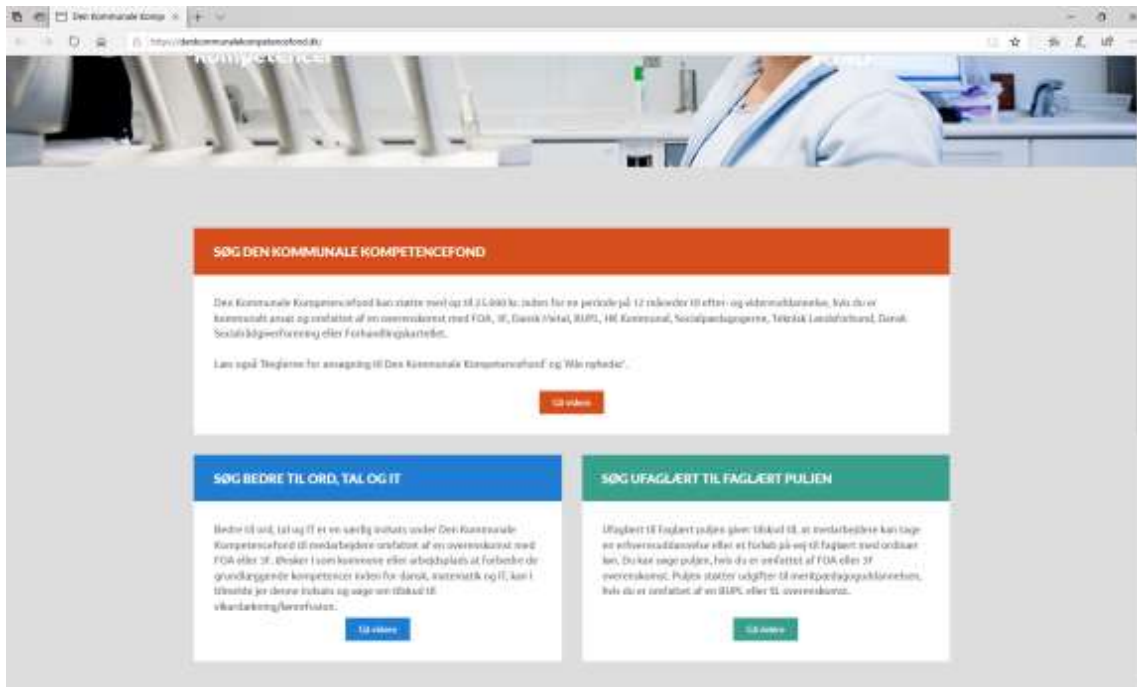 Den Kommunale Komp
https://denkommunalekompetencefond.dk/
kompetencer
SØG DEN KOMMUNALE KOMPETENCEFOND
Den Kommunale Kompetencefond kan støtte med op til 25.000 kr. inden for en periode på 12 måneder til efter- og videreuddannelse, hvis du er
kommunalt ansat og omfattet af en overenskomst med FOA, 3F, Dansk Metal, BUPL, HK Kommunal, Socialpædagogerne, Teknisk Landsforbund, Dansk
Socialrådgiverforening eller Forhandlingskartellet.
Læs også 'Reglerne for ansøgning til Den Kommunale Kompetencefond' og 'Alle nyheder'.
Gå videre
SØG BEDRE TIL ORD, TAL OG IT
Bedre til ord, tal og IT er en særlig indsats under Den Kommunale
Kompetencefond til medarbejdere omfattet af en overenskomst med
FOA eller 3F. Ønsker I som kommune eller arbejdsplads at forbedre de
grundlæggende kompetencer inden for dansk, matematik og IT, kan I
tilmelde jer denne indsats og søge om tilskud til
vikardækning/lønrefusion.
Gå videre
SØG UFAGLÆRT TIL FAGLÆRT PULJEN
Ufaglært til Faglært puljen giver tilskud til, at medarbejdere kan tage
en erhvervsuddannelse eller et forløb på vej til faglært med ordinær
løn. Du kan søge puljen, hvis du er omfattet af FOA eller 3F
overenskomst. Puljen støtter udgifter til meritpædagoguddannelsen,
hvis du er omfattet af en BUPL eller SL overenskomst.
Gå videre